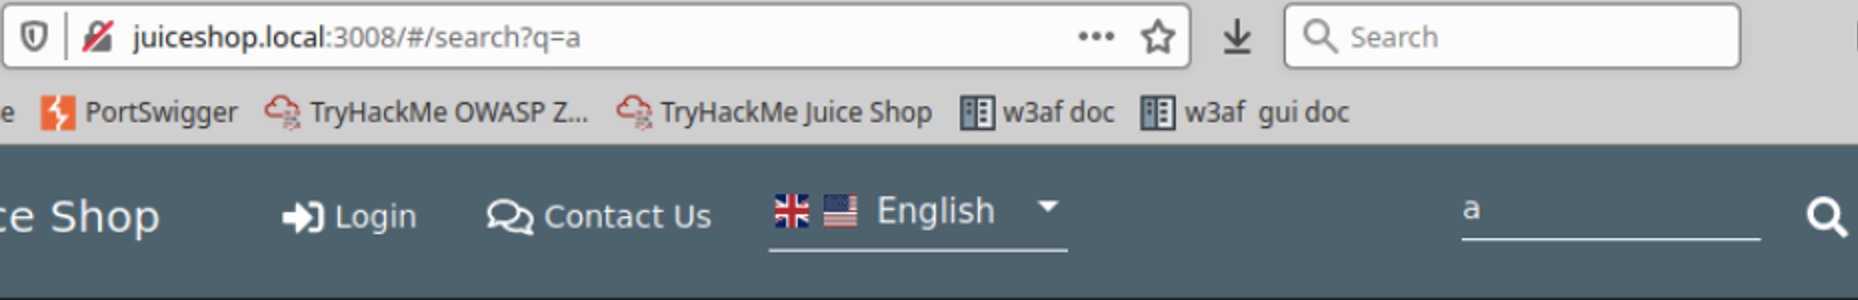 juiceshop.local:3008/#/search?q=a Search
e PortSwigger TryHackMe OWASP Z... TryHackMe Juice Shop w3af doc w3af gui doc
ce Shop Login Contact Us English a